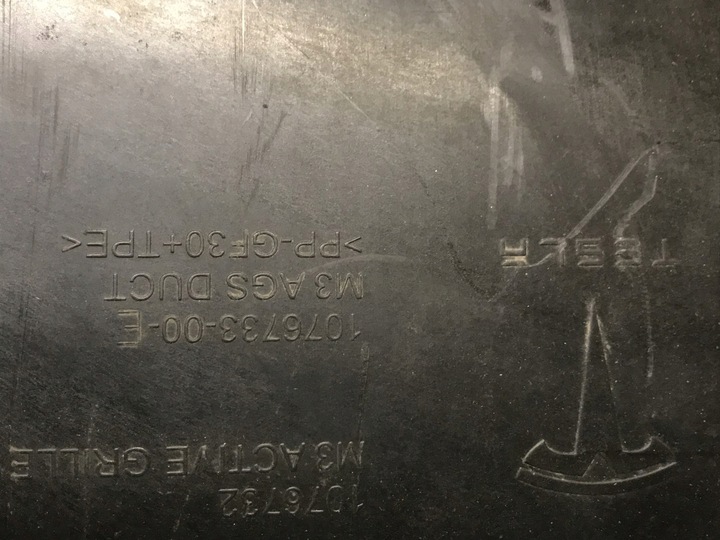 TESLA
1076732
M3 ACTIVE GRILLE
1076733-00-E
M3 AGS DUCT
>PP-GF30+TPE<